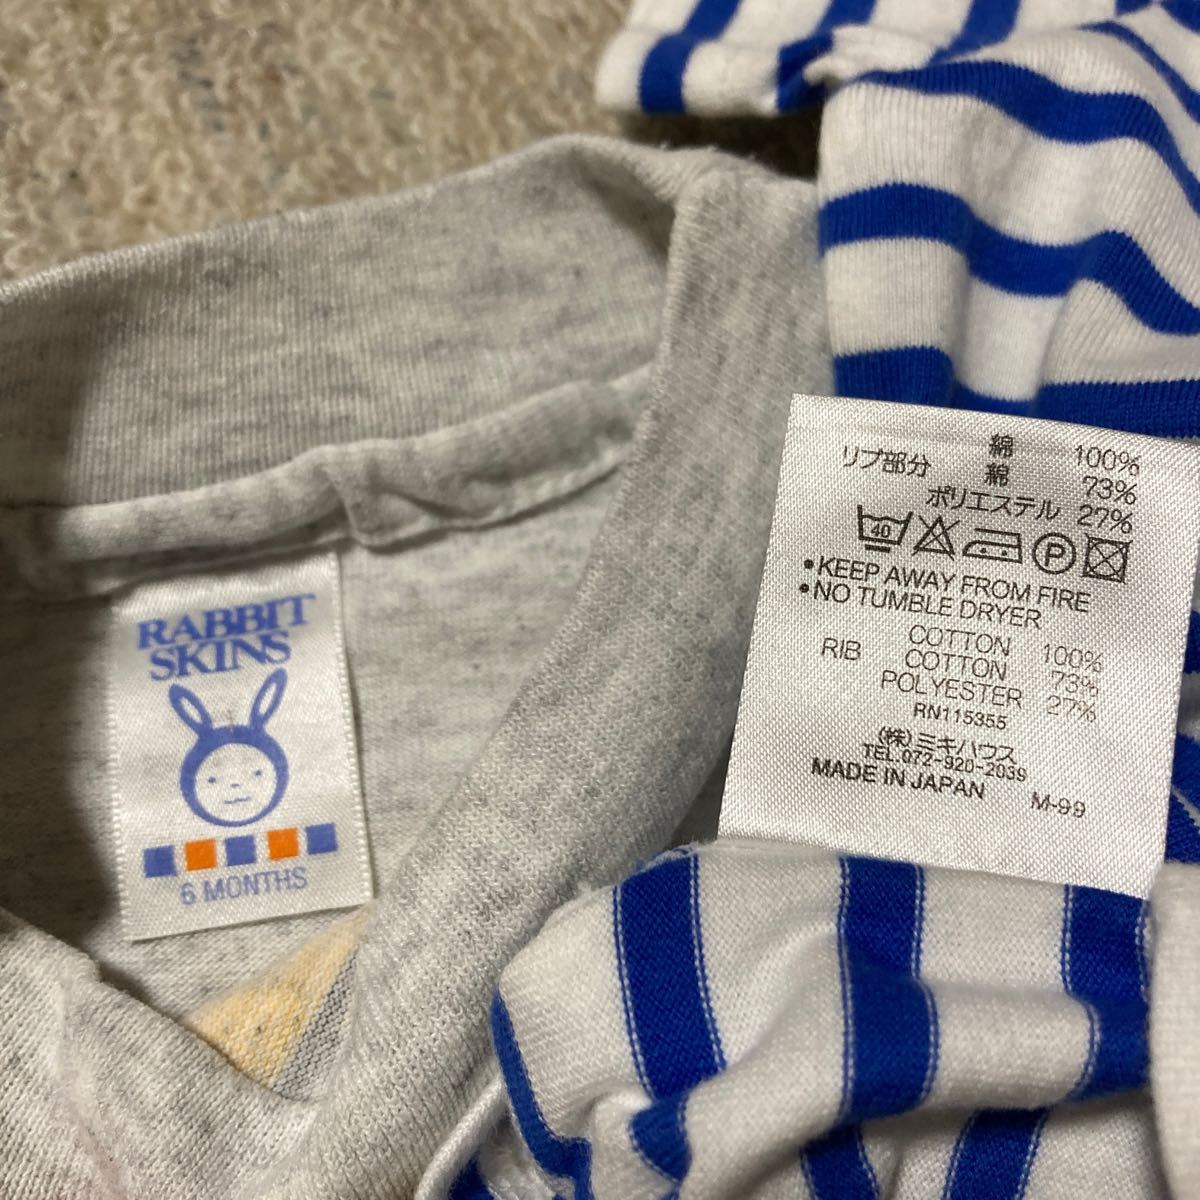 RABBIT
SKINS
6 MONTHS
綿 100%
リブ部分 綿 73%
ポリエステル 27%
40 P
•KEEP AWAY FROM FIRE
•NO TUMBLE DRYER
COTTON 100%
RIB COTTON 73%
POLYESTER 27%
RN115355
(株)ミキハウス
TEL.072-920-2039
MADE IN JAPAN M-99